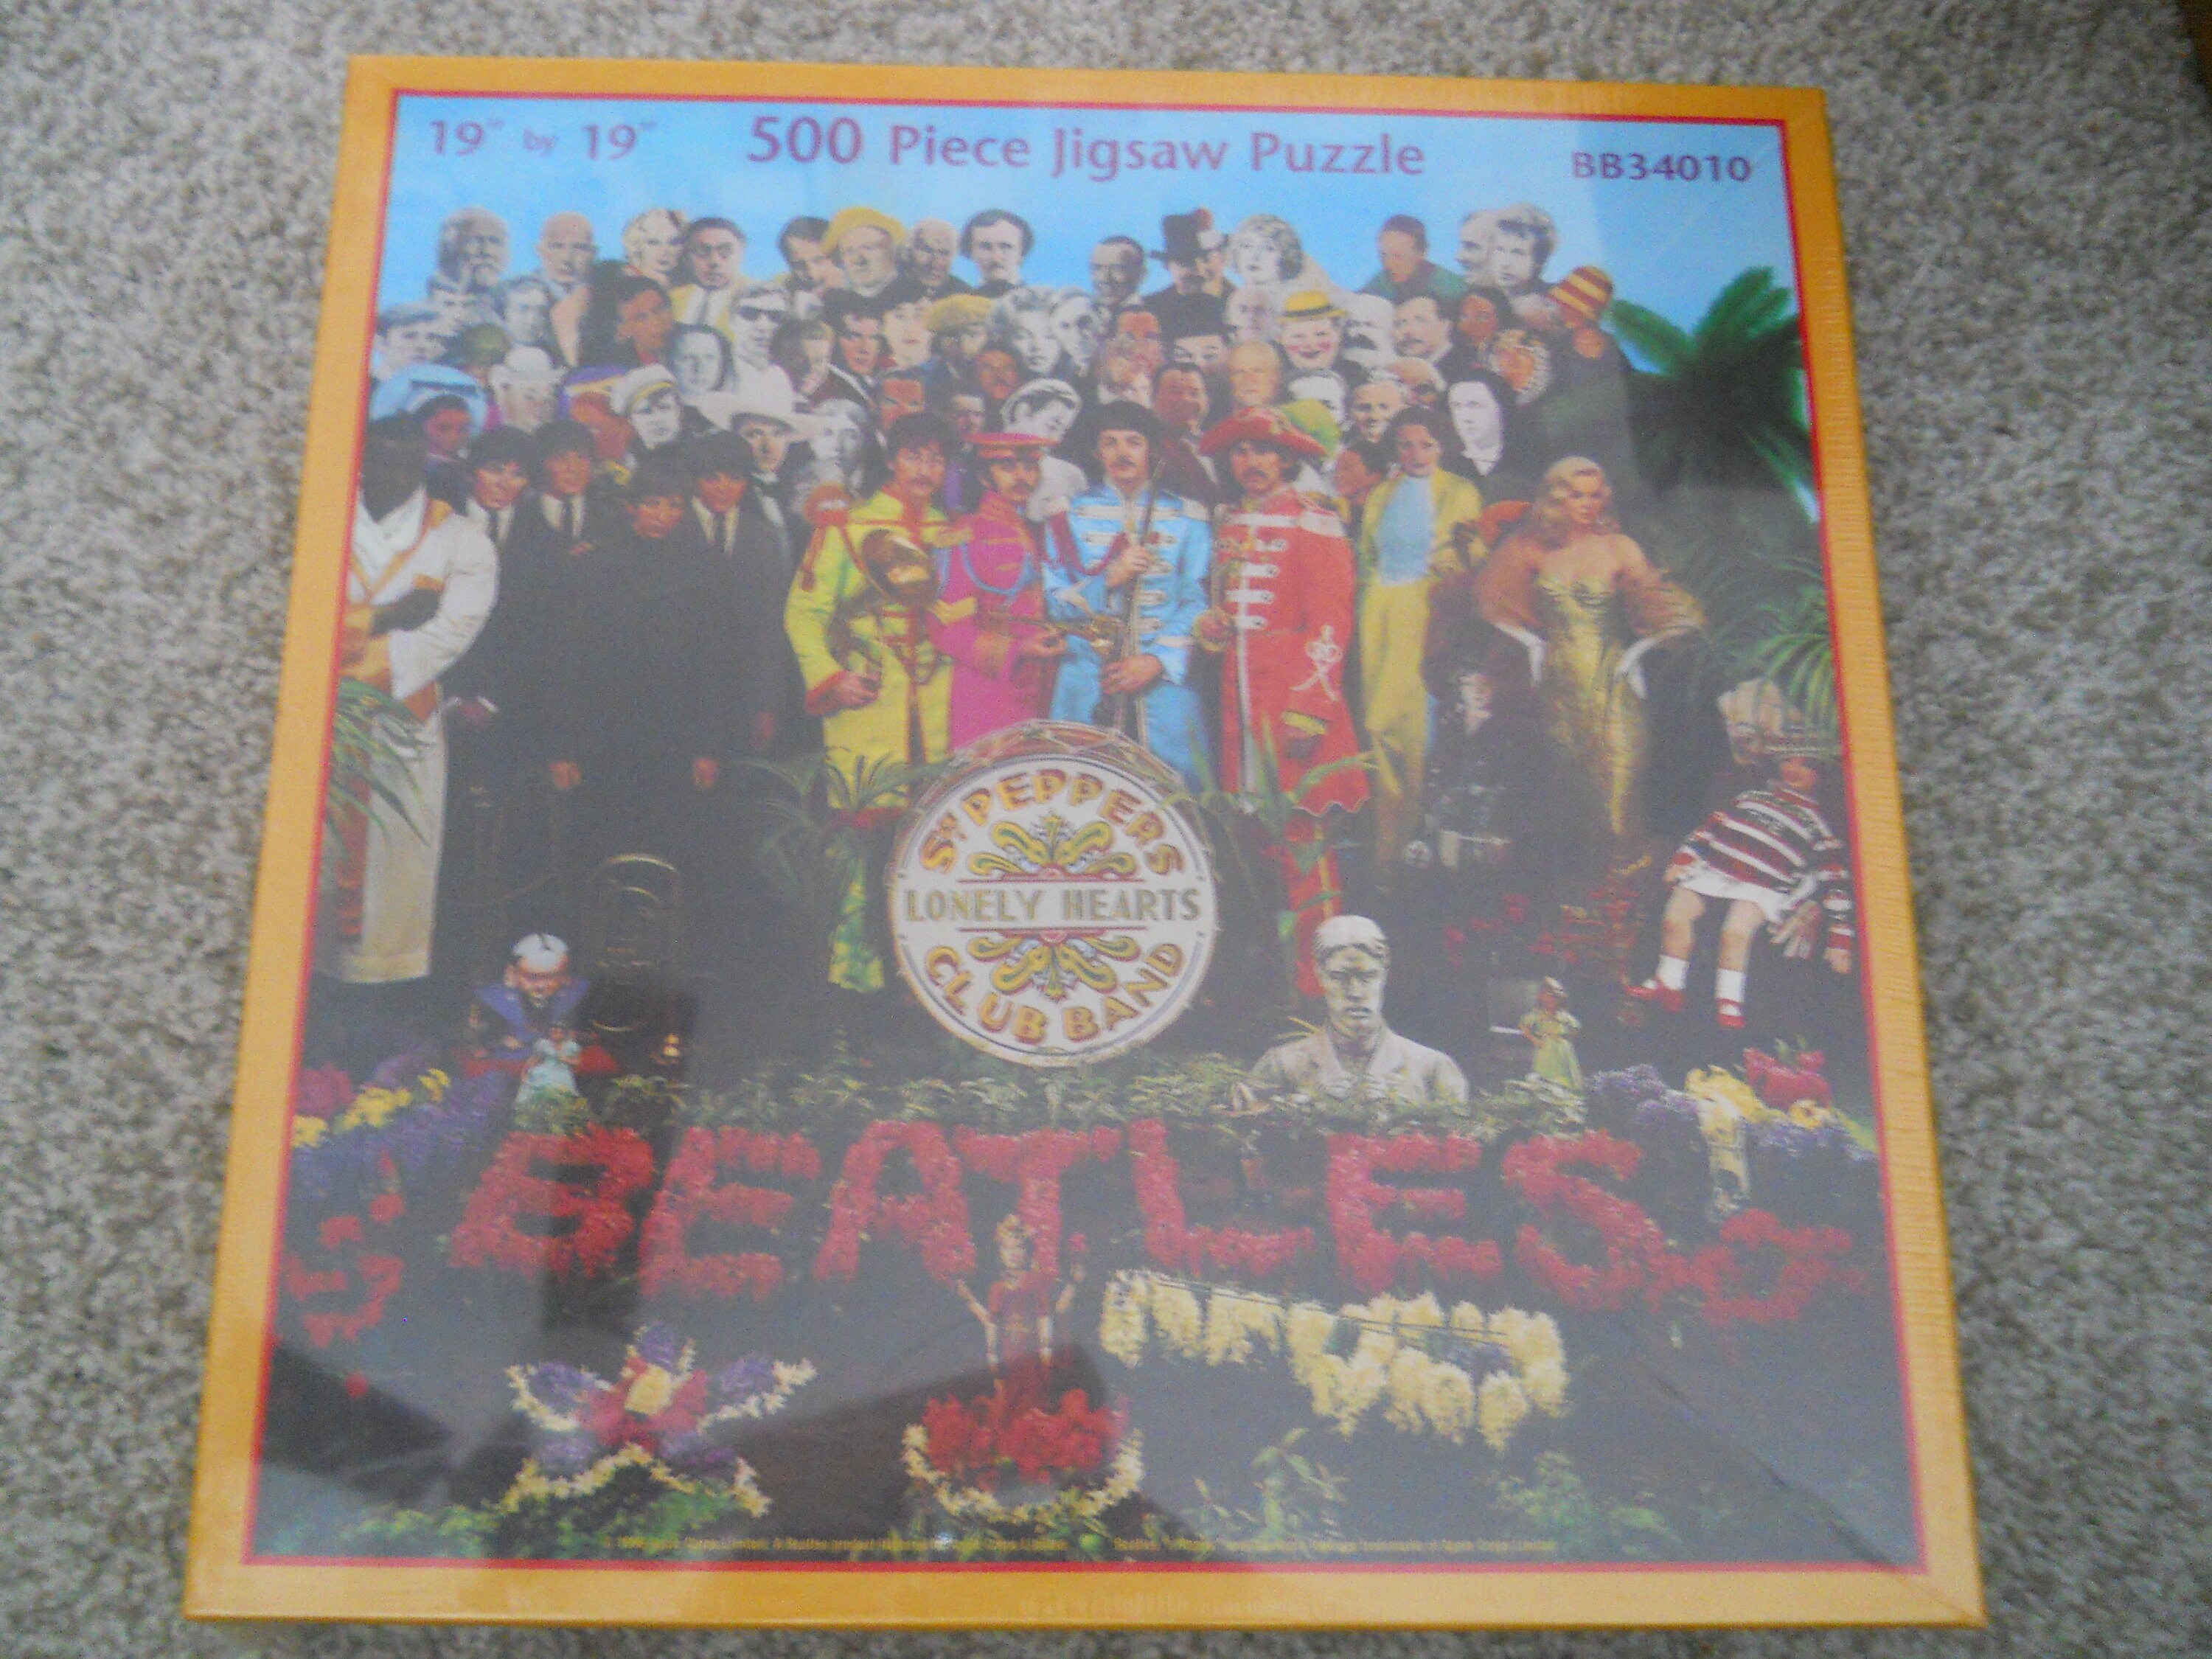 19" by 19" 500 Piece Jigsaw Puzzle BB34010
SGT PEPPERS
LONELY HEARTS
CLUB BAND
BEATLES